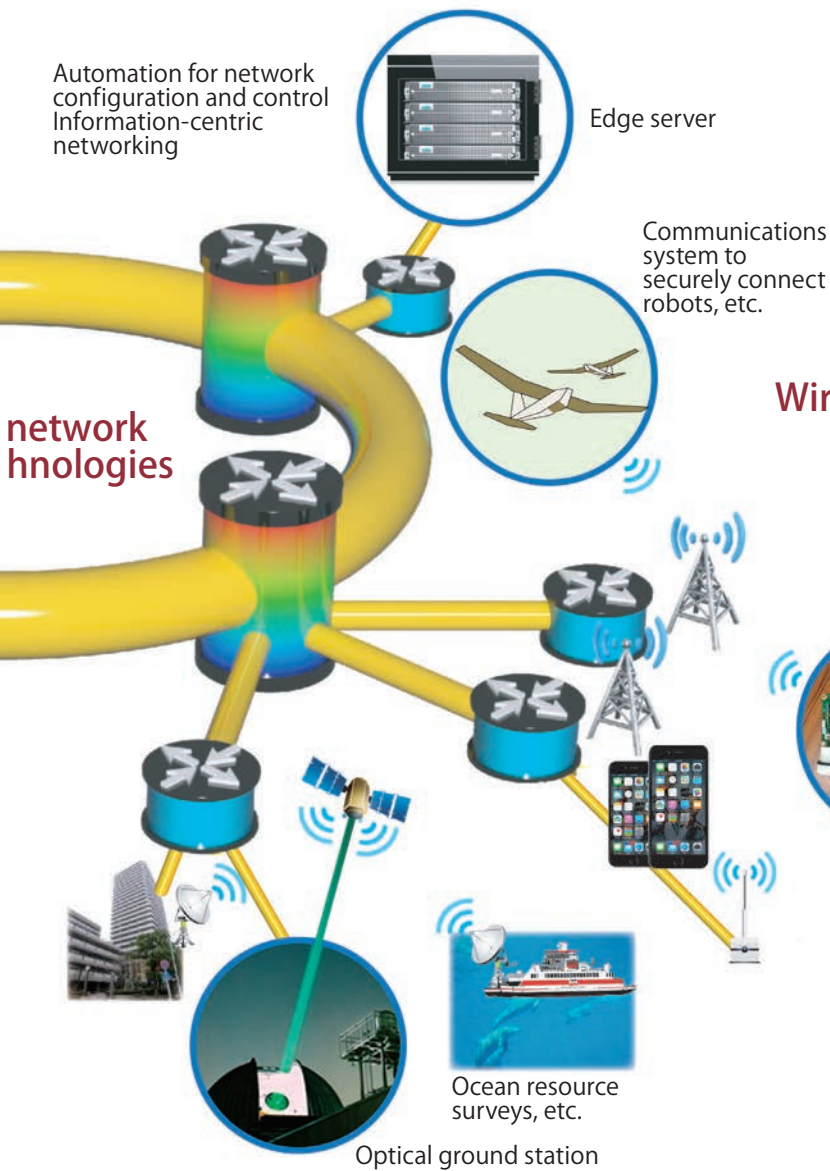 Automation for network
configuration and control
Information-centric
networking
Edge server
Communications
system to
securely connect
robots, etc.
Wir
network
hnologies
Ocean resource
surveys, etc.
Optical ground station